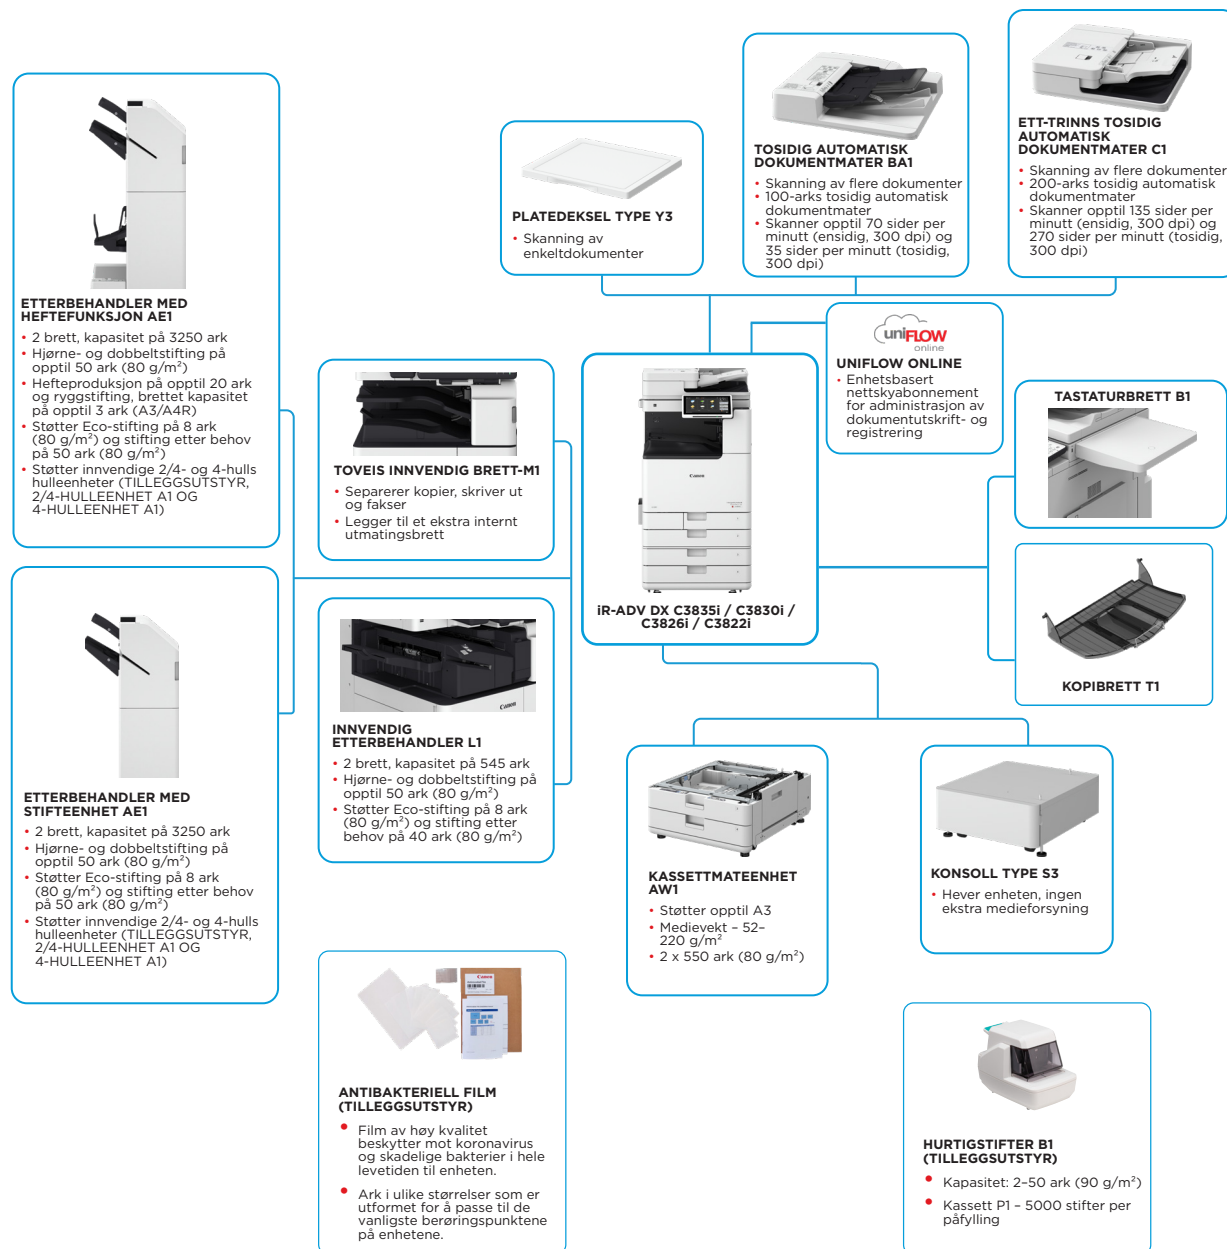 ETTERBEHANDLER MED
HEFTEFUNKSJON AE1
• 2 brett, kapasitet på 3250 ark
• Hjørne- og dobbeltstifting på
opptil 50 ark (80 g/m²)
• Hefteproduksjon på opptil 20 ark
og ryggstifting, brettet kapasitet
på opptil 3 ark (A3/A4R)
• Støtter Eco-stifting på 8 ark
(80 g/m²) og stifting etter behov
på 50 ark (80 g/m²)
• Støtter innvendige 2/4- og 4-hulls
hulleenheter (TILLEGGSUTSTYR,
2/4-HULLEENHET A1 OG
4-HULLEENHET A1)
ETTERBEHANDLER MED
STIFTEENHET AE1
• 2 brett, kapasitet på 3250 ark
• Hjørne- og dobbeltstifting på
opptil 50 ark (80 g/m²)
• Støtter Eco-stifting på 8 ark
(80 g/m²) og stifting etter behov
på 50 ark (80 g/m²)
• Støtter innvendige 2/4- og 4-hulls
hulleenheter (TILLEGGSUTSTYR,
2/4-HULLEENHET A1 OG
4-HULLEENHET A1)
PLATEDEKSEL TYPE Y3
• Skanning av
enkeltdokumenter
TOSIDIG AUTOMATISK
DOKUMENTMATER BA1
• Skanning av flere dokumenter
• 100-arks tosidig automatisk
dokumentmater
• Skanner opptil 70 sider per
minutt (ensidig, 300 dpi) og
35 sider per minutt (tosidig,
300 dpi)
ETT-TRINNS TOSIDIG
AUTOMATISK
DOKUMENTMATER C1
• Skanning av flere dokumenter
• 200-arks tosidig automatisk
dokumentmater
• Skanner opptil 135 sider per
minutt (ensidig, 300 dpi) og
270 sider per minutt (tosidig,
300 dpi)
uniFLOW
online
UNIFLOW ONLINE
• Enhetsbasert
nettskyabonnement
for administrasjon av
dokumentutskrift- og
registrering
TOVEIS INNVENDIG BRETT-M1
• Separerer kopier, skriver ut
og fakser
• Legger til et ekstra internt
utmatingsbrett
Canon
iR-ADV DX C3835i / C3830i /
C3826i / C3822i
TASTATURBRETT B1
KOPIBRETT T1
Canon
INNVENDIG
ETTERBEHANDLER L1
• 2 brett, kapasitet på 545 ark
• Hjørne- og dobbeltstifting på
opptil 50 ark (80 g/m²)
• Støtter Eco-stifting på 8 ark
(80 g/m²) og stifting etter
behov på 40 ark (80 g/m²)
KASSETTMATEENHET
AW1
• Støtter opptil A3
• Medievekt – 52–
220 g/m²
• 2 x 550 ark (80 g/m²)
KONSOLL TYPE S3
• Hever enheten, ingen
ekstra medieforsyning
Canon
ANTIBAKTERIELL FILM
(TILLEGGSUTSTYR)
• Film av høy kvalitet
beskytter mot koronavirus
og skadelige bakterier i hele
levetiden til enheten.
• Ark i ulike størrelser som er
utformet for å passe til de
vanligste berøringspunktene
på enhetene.
HURTIGSTIFTER B1
(TILLEGGSUTSTYR)
• Kapasitet: 2–50 ark (90 g/m²)
• Kassett P1 – 5000 stifter per
påfylling